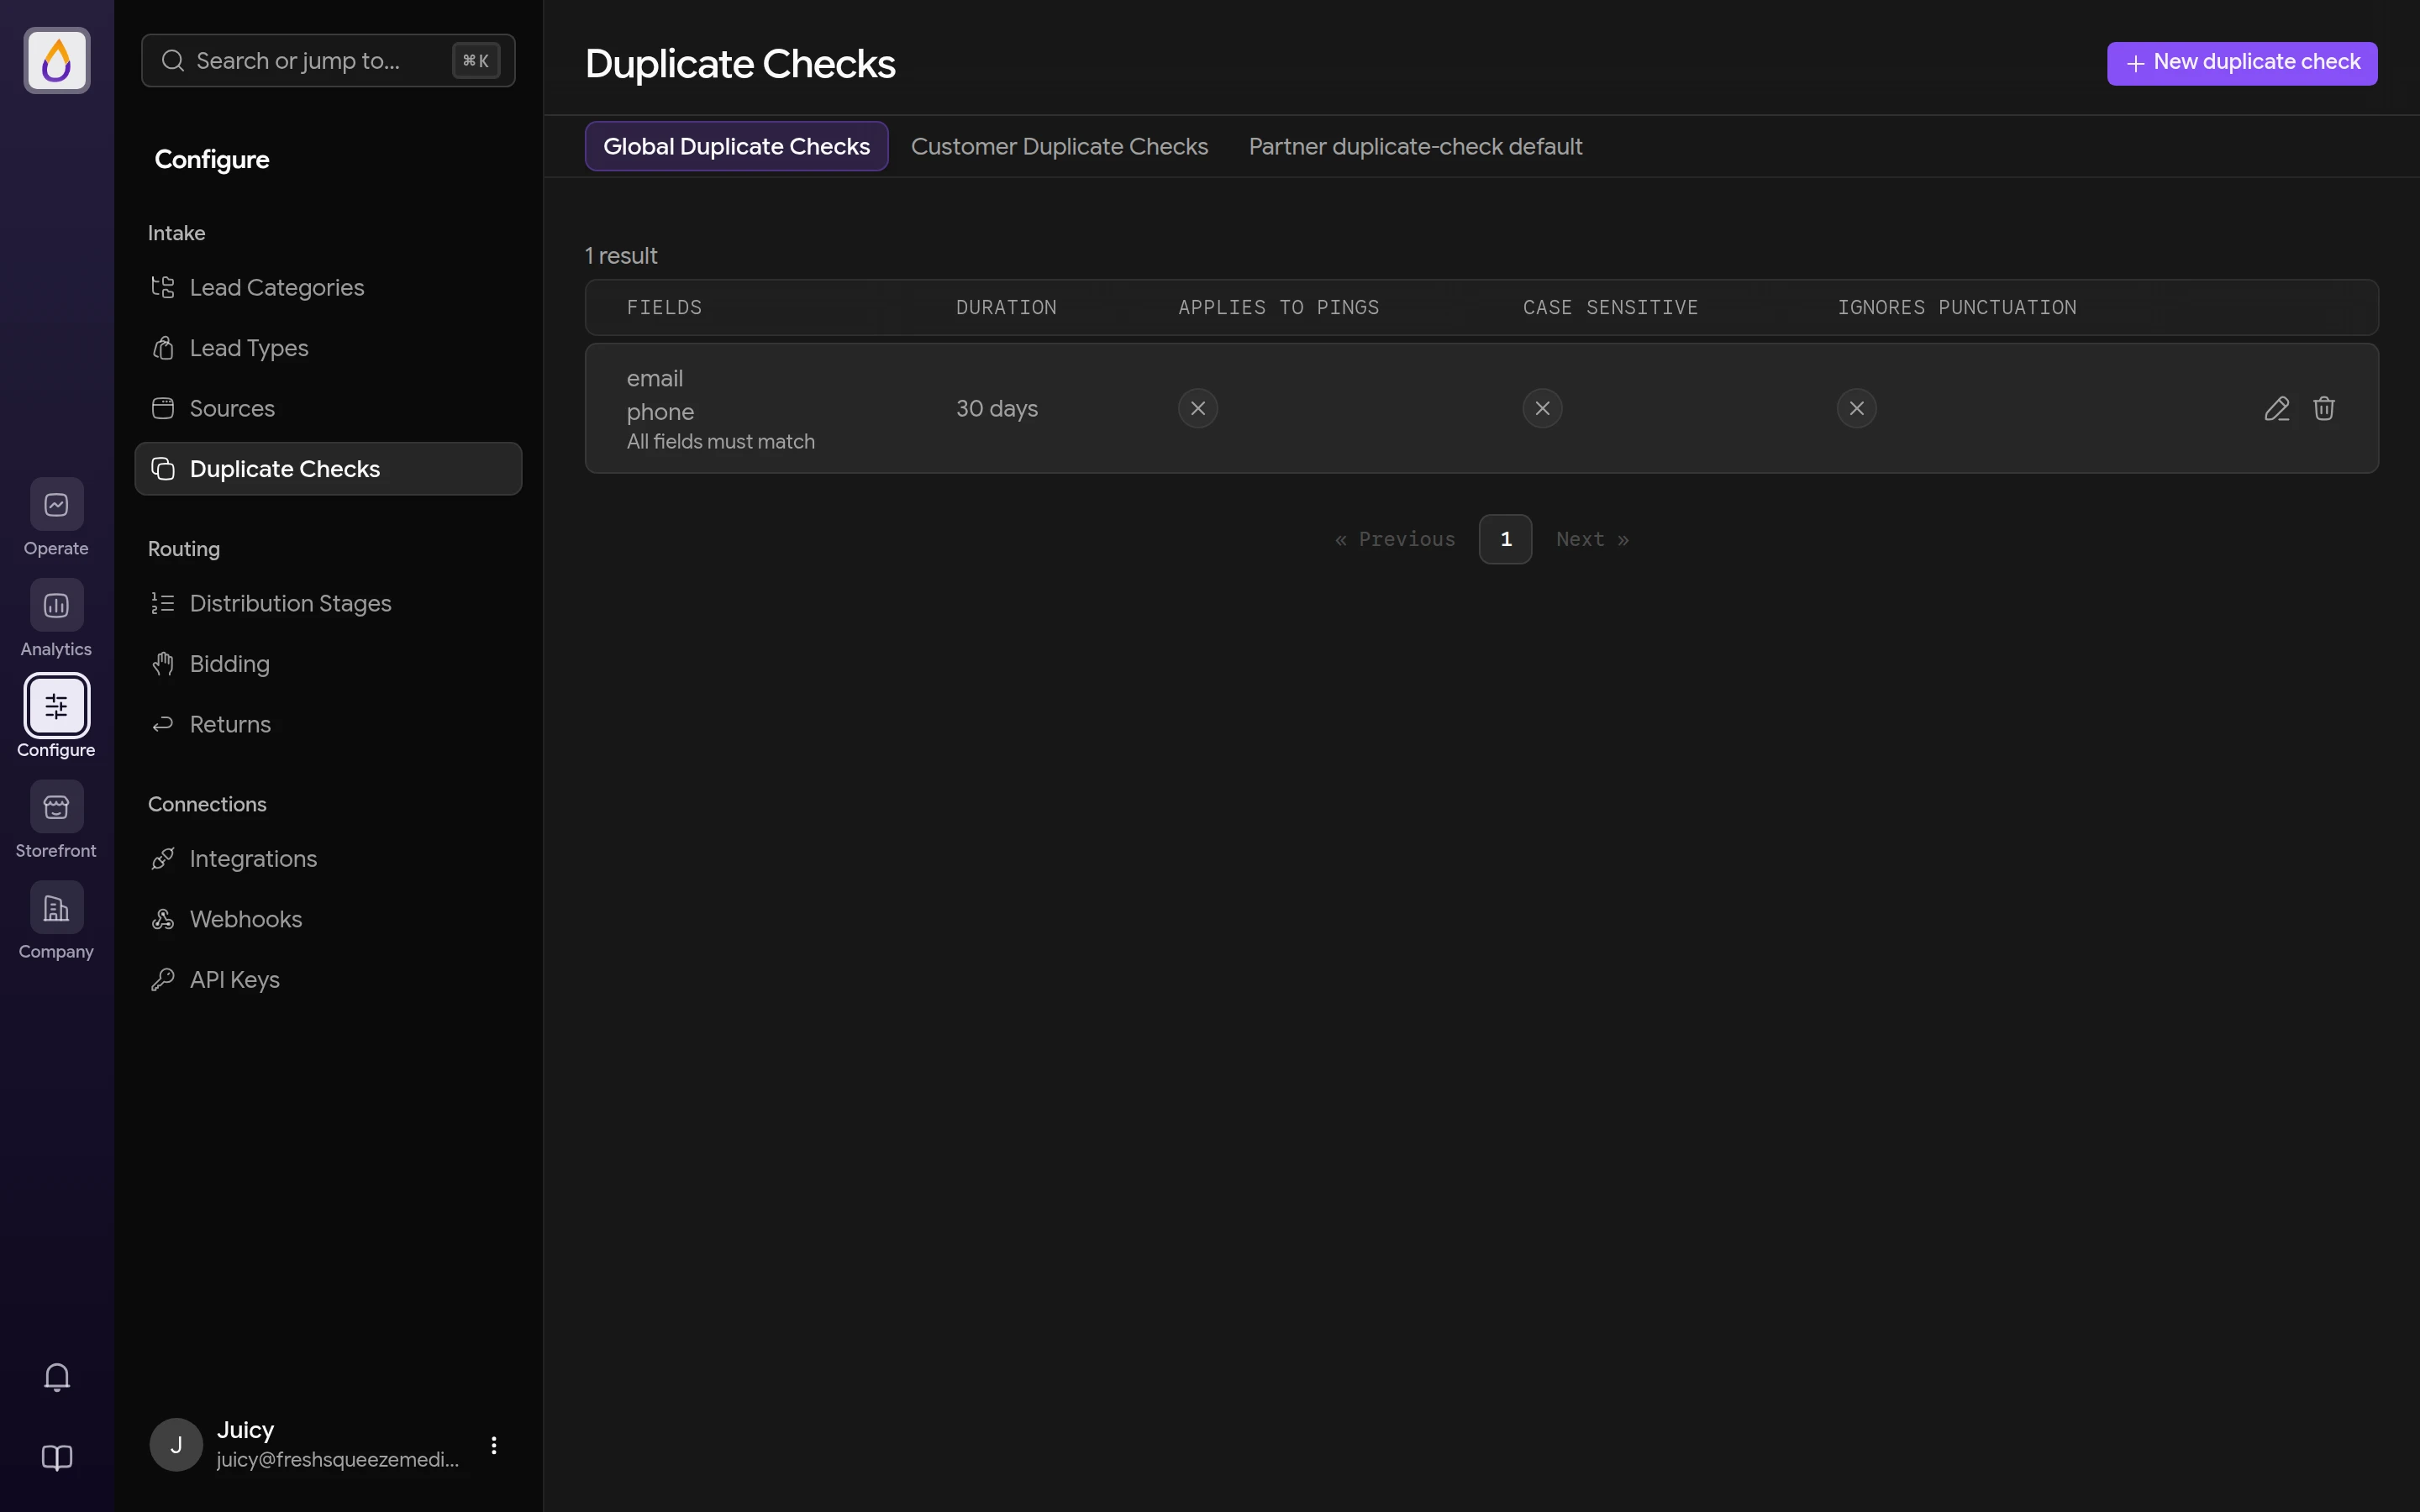 Search or jump to...
⌘K
Configure
Intake
Lead Categories
Lead Types
Sources
Duplicate Checks
Routing
Distribution Stages
Bidding
Returns
Connections
Integrations
Webhooks
API Keys
Operate
Analytics
Configure
Storefront
Company
J
Juicy
juicy@freshsqueezemedi...
Duplicate Checks
New duplicate check
Global Duplicate Checks
Customer Duplicate Checks
Partner duplicate-check default
1 result
FIELDS DURATION APPLIES TO PINGS CASE SENSITIVE IGNORES PUNCTUATION
email
phone
All fields must match
30 days
« Previous 1 Next »